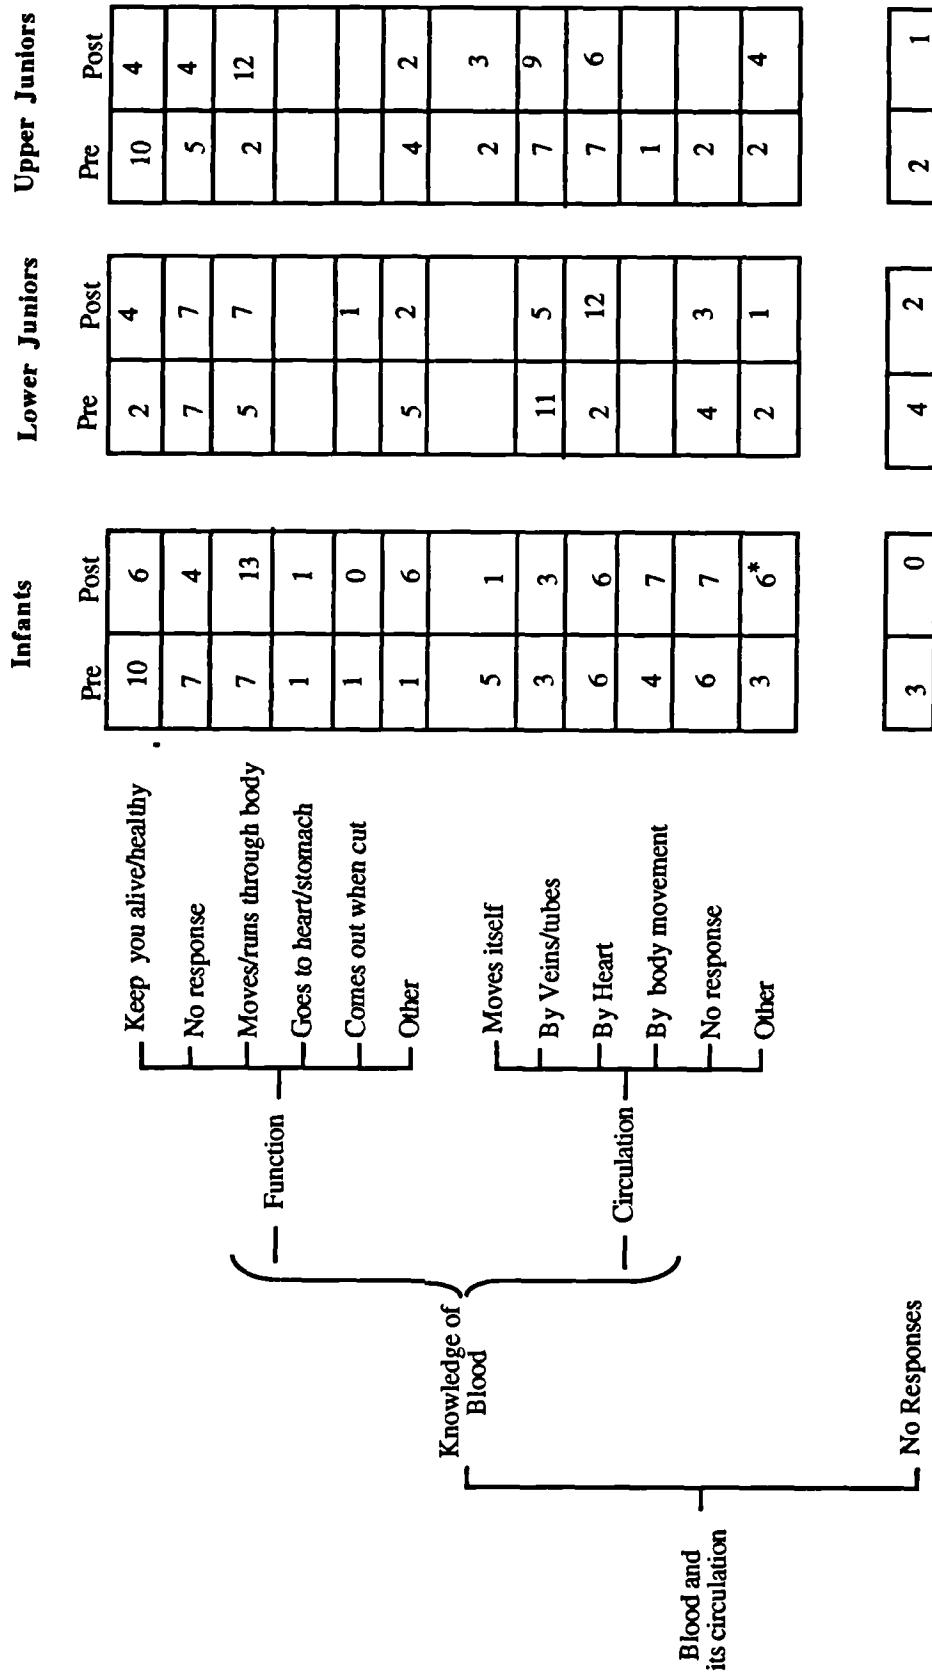 Infants Lower Juniors Upper Juniors
Pre Post Pre Post Pre Post
Keep you alive/healthy 10 6 2 4 10 4
No response 7 4 7 7 5 4
Moves/runs through body 7 13 5 7 2 12
Function
Goes to heart/stomach 1 1
Comes out when cut 1 0 1
Other 1 6 5 2 4 2
Knowledge of
Blood
Moves itself 5 1 2 3
By Veins/tubes 3 3 11 5 7 9
By Heart 6 6 2 12 7 6
Circulation
By body movement 4 7 1
No response 6 7 4 3 2
Other 3 6* 2 1 2 4
Blood and
its circulation
No Responses 3 0 4 2 2 1